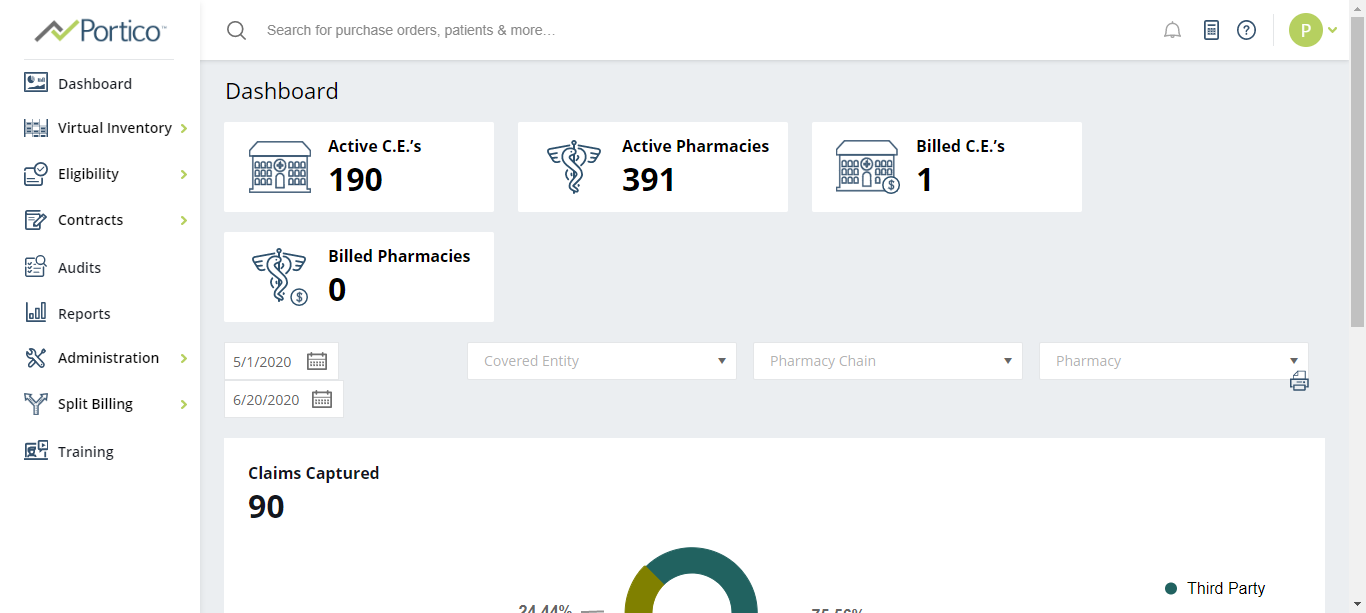 Portico™
Search for purchase orders, patients & more...
P
Dashboard
Virtual Inventory
Eligibility
Contracts
Audits
Reports
Administration
Split Billing
Training
Dashboard
Active C.E.'s
190
Active Pharmacies
391
Billed C.E.'s
1
Billed Pharmacies
0
5/1/2020
Covered Entity
Pharmacy Chain
Pharmacy
6/20/2020
Claims Captured
90
Third Party
24.44%
75.56%